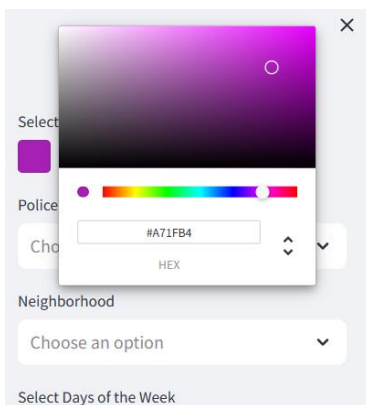 Select
#A71FB4
HEX
Police
Cho
Neighborhood
Choose an option
Select Days of the Week